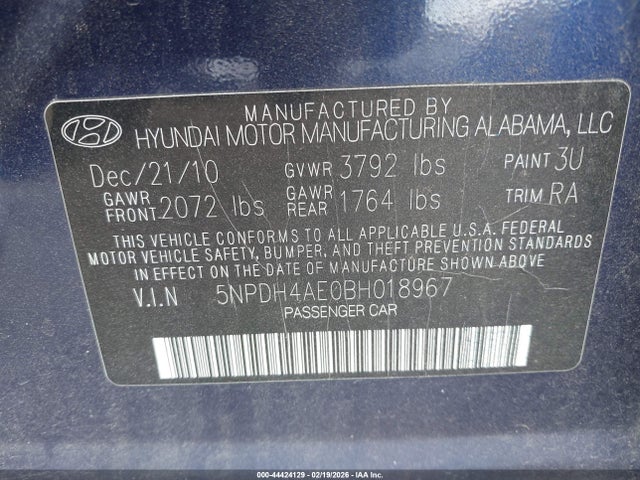 MANUFACTURED BY
HYUNDAI MOTOR MANUFACTURING ALABAMA, LLC
Dec/21/10 GVWR 3792 lbs PAINT 3U
GAWR FRONT 2072 lbs GAWR REAR 1764 lbs TRIM RA
THIS VEHICLE CONFORMS TO ALL APPLICABLE U.S.A. FEDERAL
MOTOR VEHICLE SAFETY, BUMPER, AND THEFT PREVENTION STANDARDS
IN EFFECT ON THE DATE OF MANUFACTURE SHOWN ABOVE
V.I.N 5NPDH4AE0BH018967
PASSENGER CAR
000-44424129 - 02/19/2026 - IAA Corp.